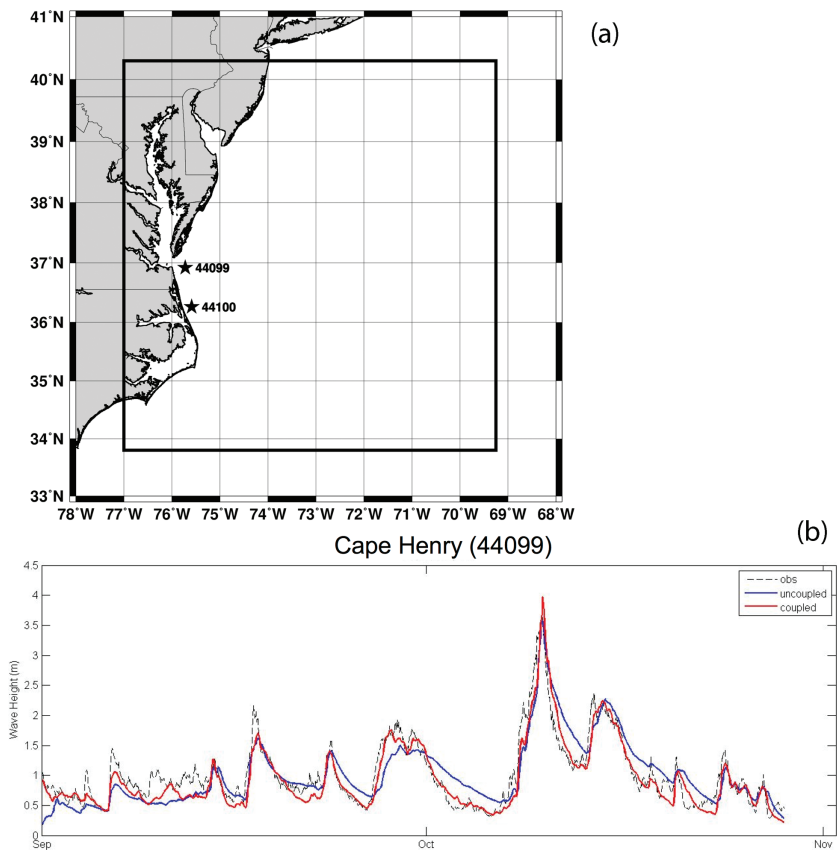 (a)
41˚N
40˚N
39˚N
38˚N
37˚N
36˚N
35˚N
34˚N
33˚N
44099
44100
78˚W 77˚W 76˚W 75˚W 74˚W 73˚W 72˚W 71˚W 70˚W 69˚W 68˚W
(b)
Cape Henry (44099)
4.5
4
3.5
3
2.5
2
1.5
1
0.5
0
Wave Height (m)
obs
uncoupled
coupled
Sep Oct Nov